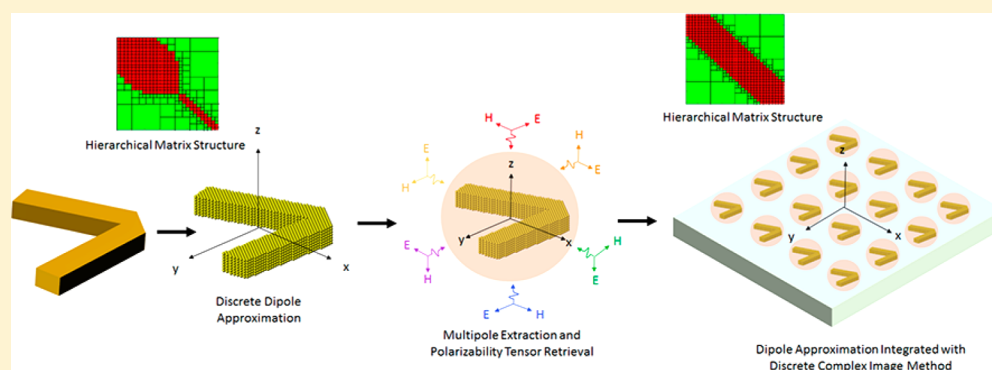 Hierarchical Matrix Structure
z
y
x
Discrete Dipole
Approximation
H
E
E
H
H
E
z
y
x
E
H
H
E
E
H
Multipole Extraction and
Polarizability Tensor Retrieval
Hierarchical Matrix Structure
z
y
x
Dipole Approximation Integrated with
Discrete Complex Image Method